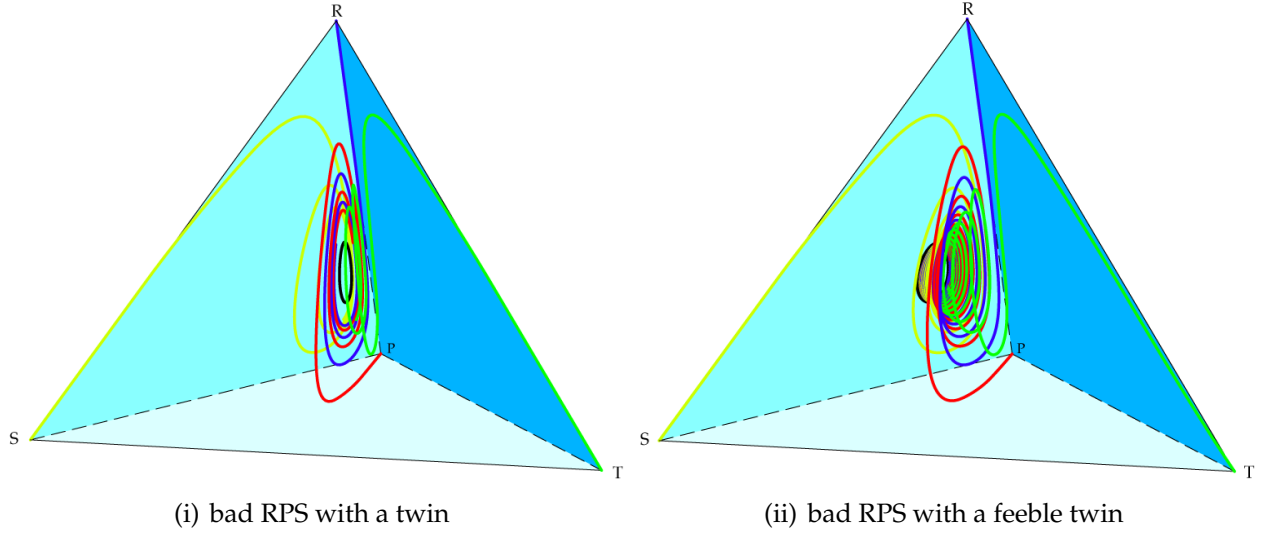 R
R
P
P
S
S
T
T
(i) bad RPS with a twin
(ii) bad RPS with a feeble twin